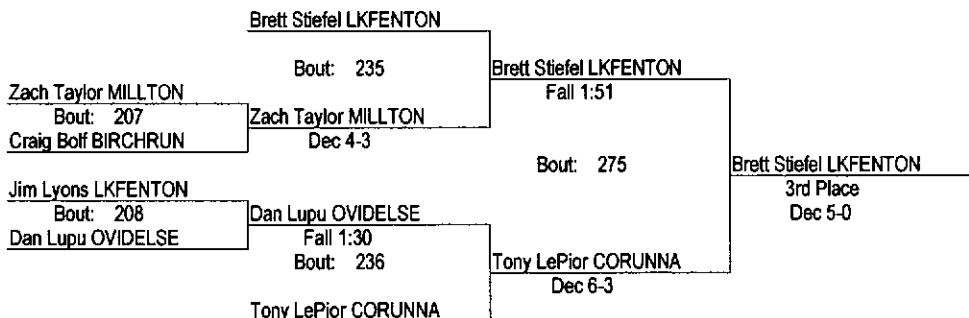 Brett Stiefel LKFENTON
Bout: 235
Brett Stiefel LKFENTON
Fall 1:51
Zach Taylor MILLTON
Bout: 207
Craig Bolf BIRCHRUN
Zach Taylor MILLTON
Dec 4-3
Bout: 275
Brett Stiefel LKFENTON
3rd Place
Dec 5-0
Jim Lyons LKFENTON
Bout: 208
Dan Lupu OVIDELSE
Dan Lupu OVIDELSE
Fall 1:30
Bout: 236
Tony LePior CORUNNA
Dec 6-3
Tony LePior CORUNNA